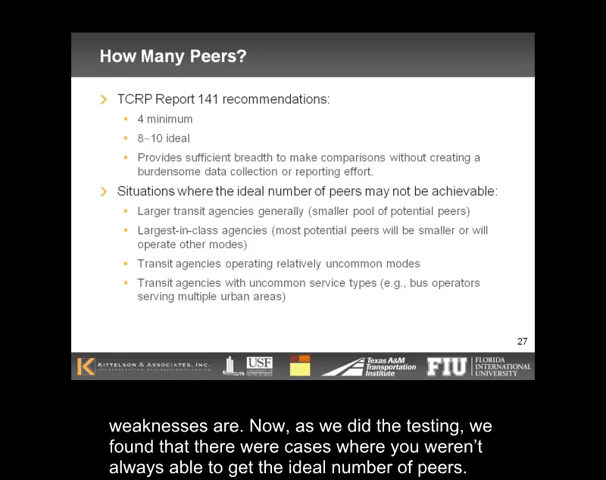 How Many Peers?
TCRP Report 141 recommendations:
4 minimum
8–10 ideal
Provides sufficient breadth to make comparisons without creating a
burdensome data collection or reporting effort.
Situations where the ideal number of peers may not be achievable:
Larger transit agencies generally (smaller pool of potential peers)
Largest-in-class agencies (most potential peers will be smaller or will
operate other modes)
Transit agencies operating relatively uncommon modes
Transit agencies with uncommon service types (e.g., bus operators
serving multiple urban areas)
27
KITTELSON & ASSOCIATES, INC.
CUTR
USF
Texas A&M
Transportation
Institute
FIU
FLORIDA
INTERNATIONAL
UNIVERSITY
weaknesses are. Now, as we did the testing, we
found that there were cases where you weren't
always able to get the ideal number of peers.